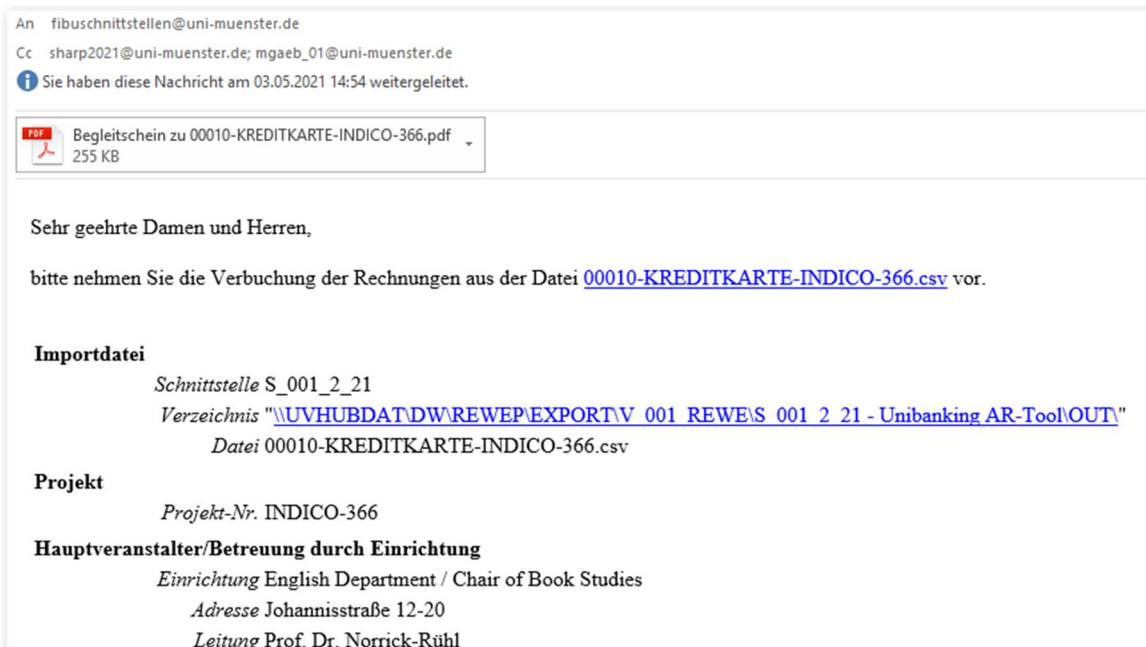 An fibuschnittstellen@uni-muenster.de
Cc sharp2021@uni-muenster.de; mgaeb_01@uni-muenster.de
Sie haben diese Nachricht am 03.05.2021 14:54 weitergeleitet.
PDF
Begleitschein zu 00010-KREDITKARTE-INDICO-366.pdf
255 KB
Sehr geehrte Damen und Herren,
bitte nehmen Sie die Verbuchung der Rechnungen aus der Datei 00010-KREDITKARTE-INDICO-366.csv vor.
Importdatei
Schnittstelle S_001_2_21
Verzeichnis "\\UVHUBDAT\DW\REWEP\EXPORT\V_001_REWE\S_001_2_21 - Unibanking AR-Tool\OUT\"
Datei 00010-KREDITKARTE-INDICO-366.csv
Projekt
Projekt-Nr. INDICO-366
Hauptveranstalter/Betreuung durch Einrichtung
Einrichtung English Department / Chair of Book Studies
Adresse Johannisstraße 12-20
Leitung Prof. Dr. Norrick-Rühl